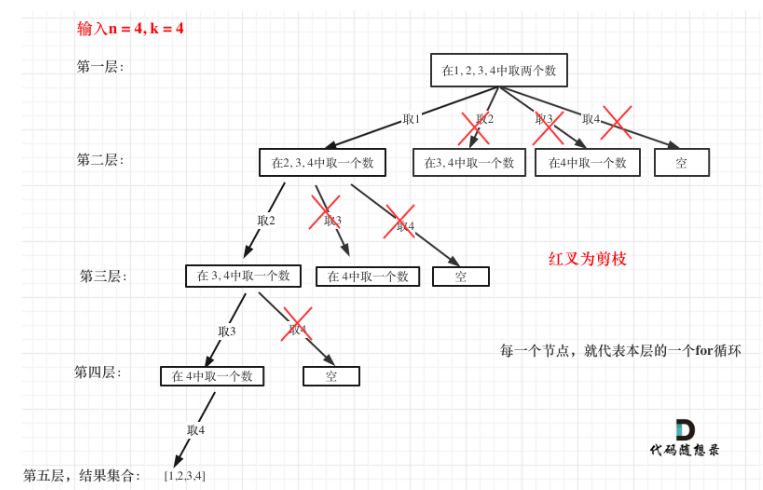 输入n = 4, k = 4
第一层：
在1, 2, 3, 4中取两个数
取1
取2
取3
取4
第二层：
在2, 3, 4中取一个数
在3, 4中取一个数
在4中取一个数
空
取2
取3
取4
红叉为剪枝
第三层：
在 3, 4中取一个数
在 4中取一个数
空
取3
取4
每一个节点，就代表本层的一个for循环
第四层：
在 4中取一个数
空
取4
代码随想录
第五层，结果集合：
[1,2,3,4]